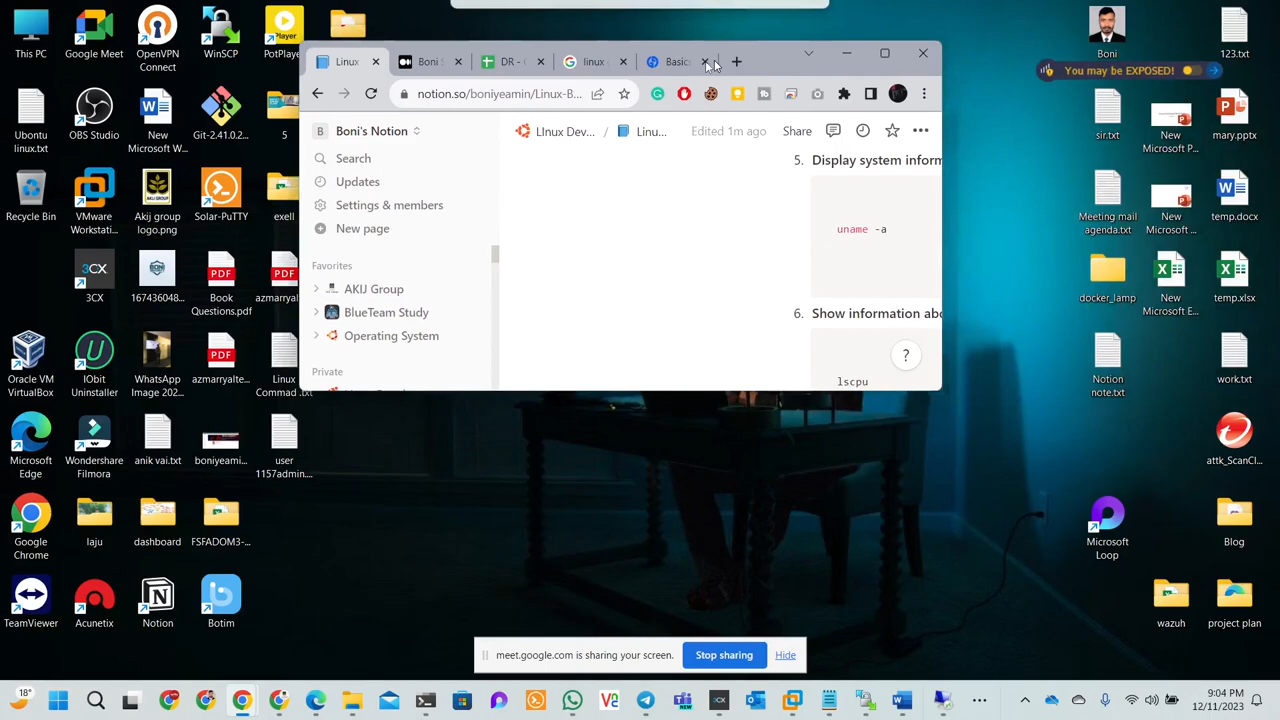 This PC
Google Meet
OpenVPN
Connect
WinSCP
PotPlayer
Ubuntu
linux.txt
OBS Studio
New
Microsoft W...
Git-2.41.0.2...
5
Recycle Bin
VMware
Workstati...
Akij group
logo.png
Solar-PuTTY
exell
3CX
167436048...
Book
Questions.pdf
azmarryalte...
Oracle VM
VirtualBox
IObit
Uninstaller
WhatsApp
Image 202...
azmarryalte...
Linux
Commad .txt
Microsoft
Edge
Wondershare
Filmora
anik vai.txt
boniyeami...
user
1157admin....
Google
Chrome
laju
dashboard
FSFADOM3-...
TeamViewer
Acunetix
Notion
Botim
Linux
Boni
DR -
linux
Basics
notion.so/boniyeamin/Linux-B...
B
Boni's Notion
LInux Dev...
/
Linu...
Edited 1m ago
Share
Search
Updates
Settings & members
New page
Favorites
AKIJ Group
BlueTeam Study
Operating System
Private
5. Display system inform
uname -a
6. Show information abo
lscpu
?
You may be EXPOSED!
Boni
123.txt
sir.txt
New
Microsoft P...
mary.pptx
Meeting mail
agenda.txt
New
Microsoft ...
temp.docx
docker_lamp
New
Microsoft E...
temp.xlsx
Notion
note.txt
work.txt
attk_ScanCl...
Microsoft
Loop
Blog
wazuh
project plan
meet.google.com is sharing your screen.
Stop sharing
Hide
18°
9:04 PM
12/11/2023